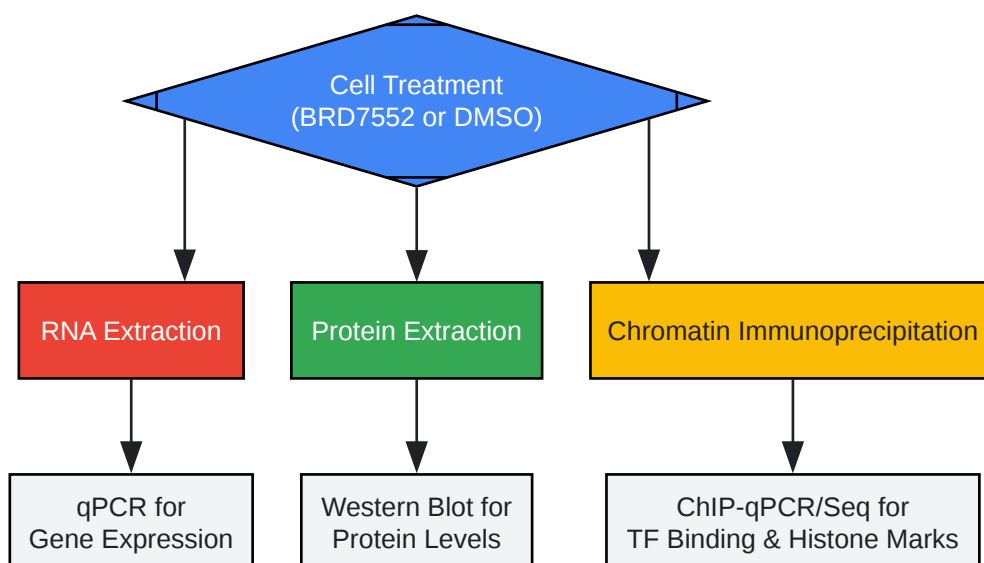 Cell Treatment
(BRD7552 or DMSO)
RNA Extraction
Protein Extraction
Chromatin Immunoprecipitation
qPCR for
Gene Expression
Western Blot for
Protein Levels
ChIP-qPCR/Seq for
TF Binding & Histone Marks